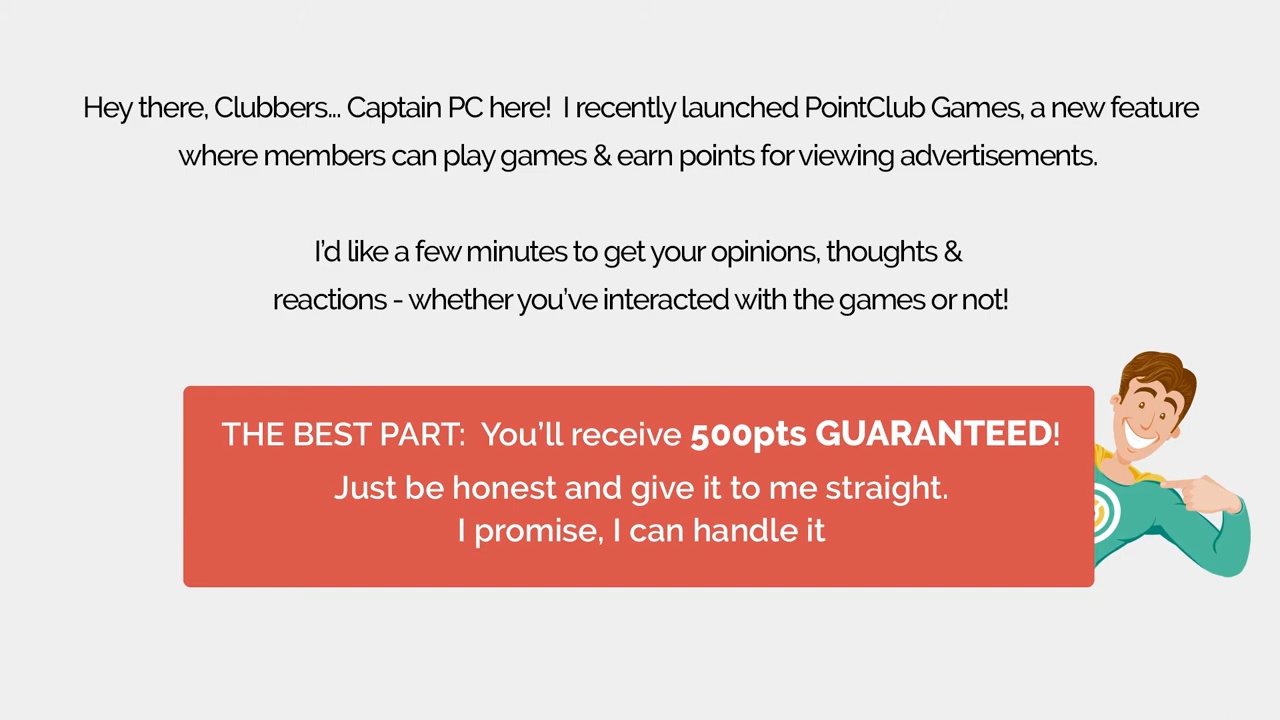 Hey there, Clubbers... Captain PC here!  I recently launched PointClub Games, a new feature
where members can play games & earn points for viewing advertisements.
I’d like a few minutes to get your opinions, thoughts &
reactions - whether you’ve interacted with the games or not!
THE BEST PART:  You’ll receive 500pts GUARANTEED!
Just be honest and give it to me straight.
I promise, I can handle it